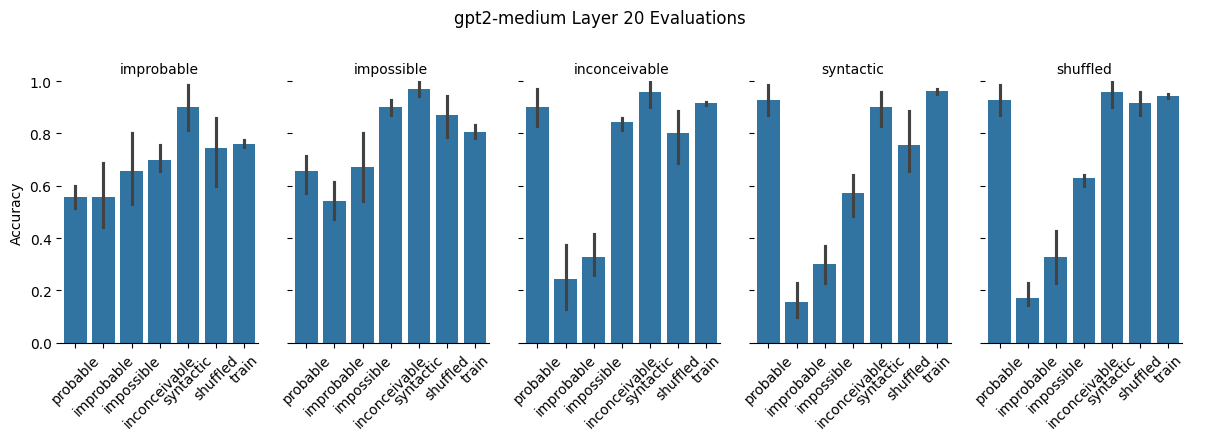 gpt2-medium Layer 20 Evaluations
improbable
impossible
inconceivable
syntactic
shuffled
Accuracy
1.0
0.8
0.6
0.4
0.2
0.0
probable
improbable
impossible
inconceivable
syntactic
shuffled
train
probable
improbable
impossible
inconceivable
syntactic
shuffled
train
probable
improbable
impossible
inconceivable
syntactic
shuffled
train
probable
improbable
impossible
inconceivable
syntactic
shuffled
train
probable
improbable
impossible
inconceivable
syntactic
shuffled
train